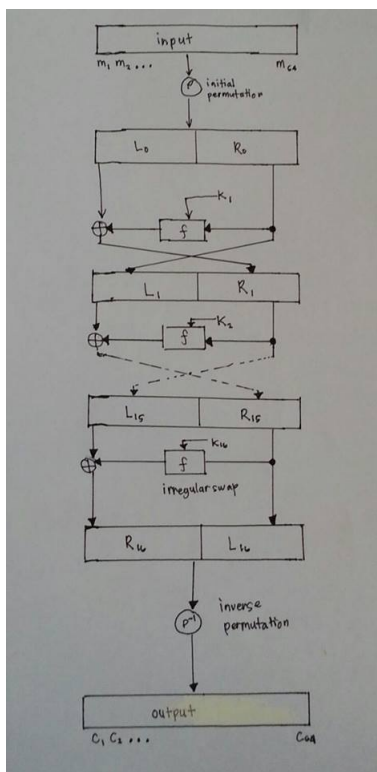 input
m₁ m₂ ... m₆₄
P
initial
permutation
L₀ R₀
K₁
f
L₁ R₁
K₂
f
L₁₅ R₁₅
K₁₆
f
irregular swap
R₁₆ L₁₆
P⁻¹
inverse
permutation
output
C₁ C₂ ... C₆₄